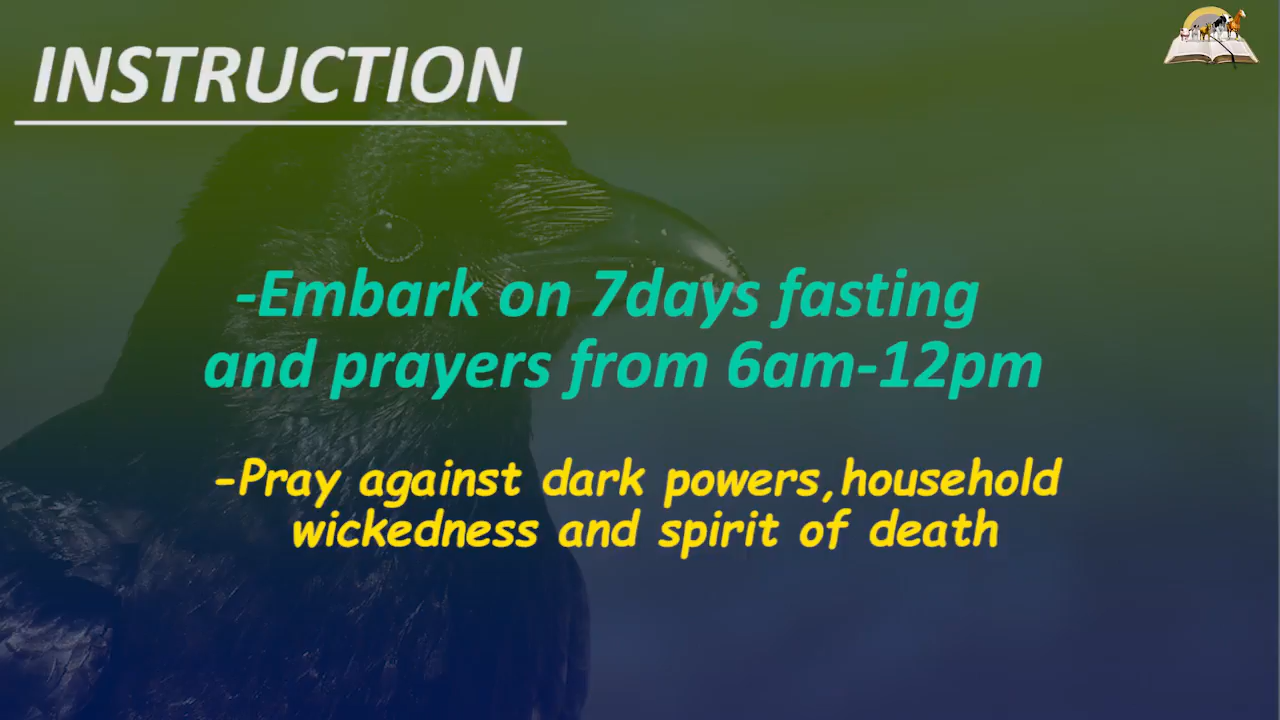 INSTRUCTION
-Embark on 7days fasting
and prayers from 6am-12pm
-Pray against dark powers,household
wickedness and spirit of death